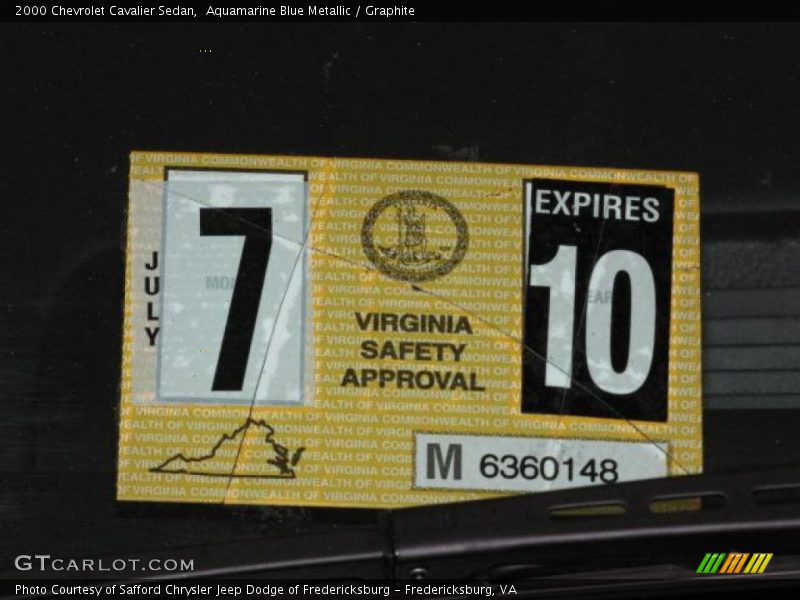 2000 Chevrolet Cavalier Sedan,  Aquamarine Blue Metallic / Graphite
JULY
7
EXPIRES
10
VIRGINIA
SAFETY
APPROVAL
M 6360148
GTCARLOT.COM
Photo Courtesy of Safford Chrysler Jeep Dodge of Fredericksburg - Fredericksburg, VA